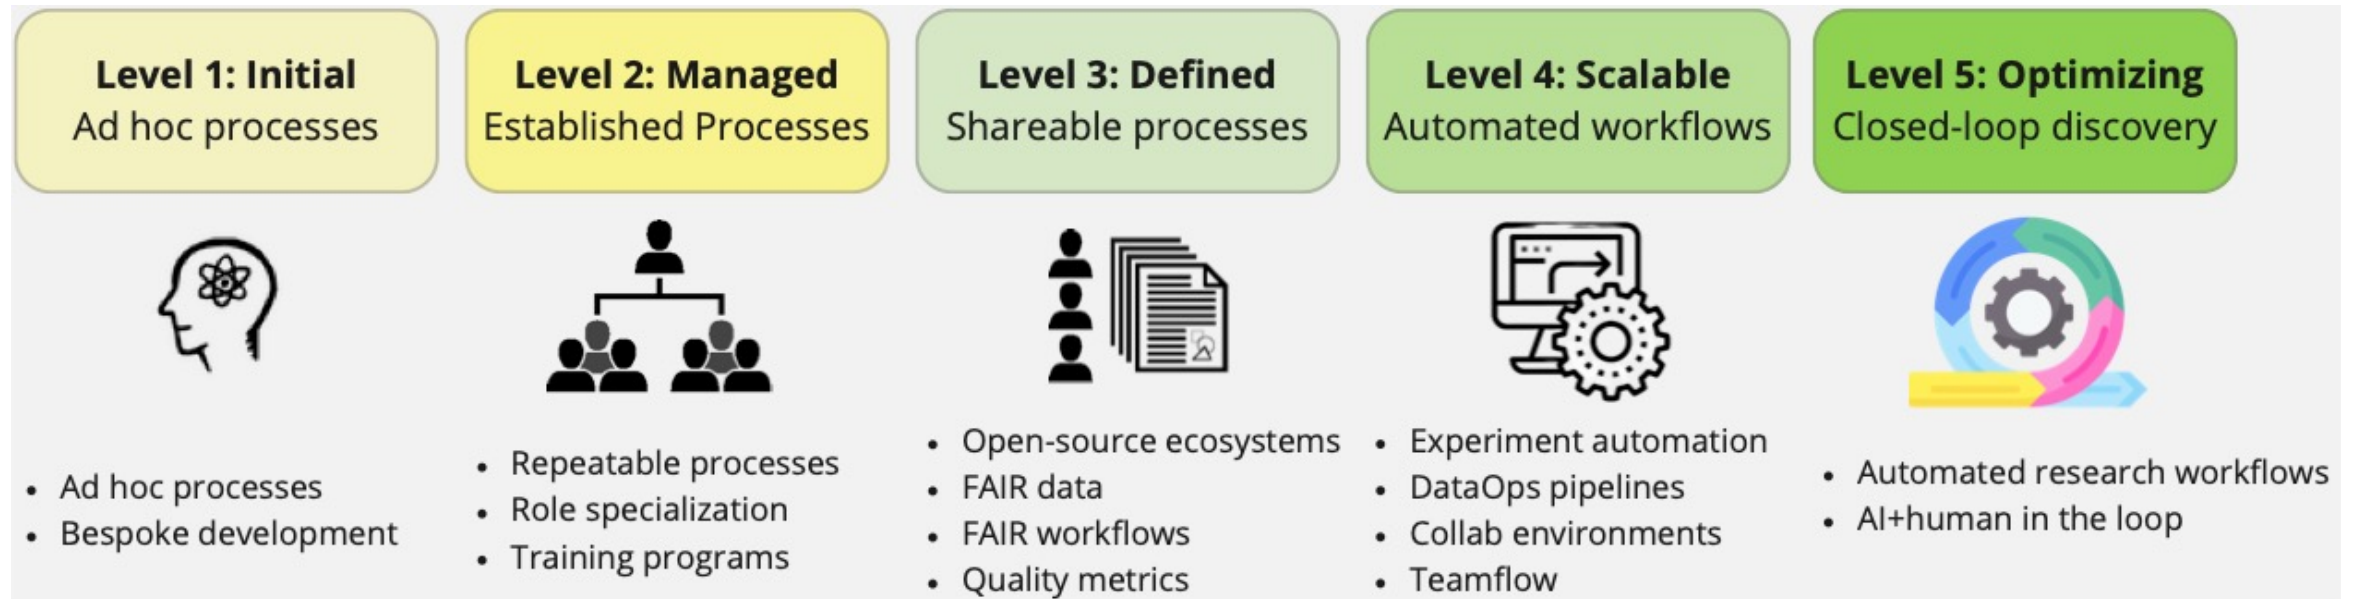 Level 1: Initial
Ad hoc processes
Level 2: Managed
Established Processes
Level 3: Defined
Shareable processes
Level 4: Scalable
Automated workflows
Level 5: Optimizing
Closed-loop discovery
• Ad hoc processes
• Bespoke development
• Repeatable processes
• Role specialization
• Training programs
• Open-source ecosystems
• FAIR data
• FAIR workflows
• Quality metrics
• Experiment automation
• DataOps pipelines
• Collab environments
• Teamflow
• Automated research workflows
• AI+human in the loop